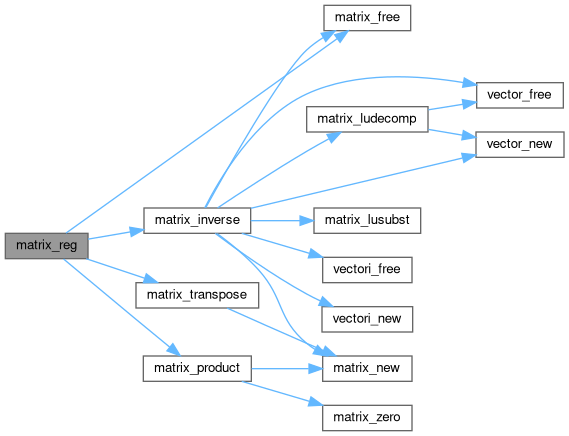 matrix_free
vector_free
matrix_ludecomp
vector_new
matrix_inverse
matrix_lusubst
matrix_reg
vectori_free
matrix_transpose
vectori_new
matrix_product
matrix_new
matrix_zero